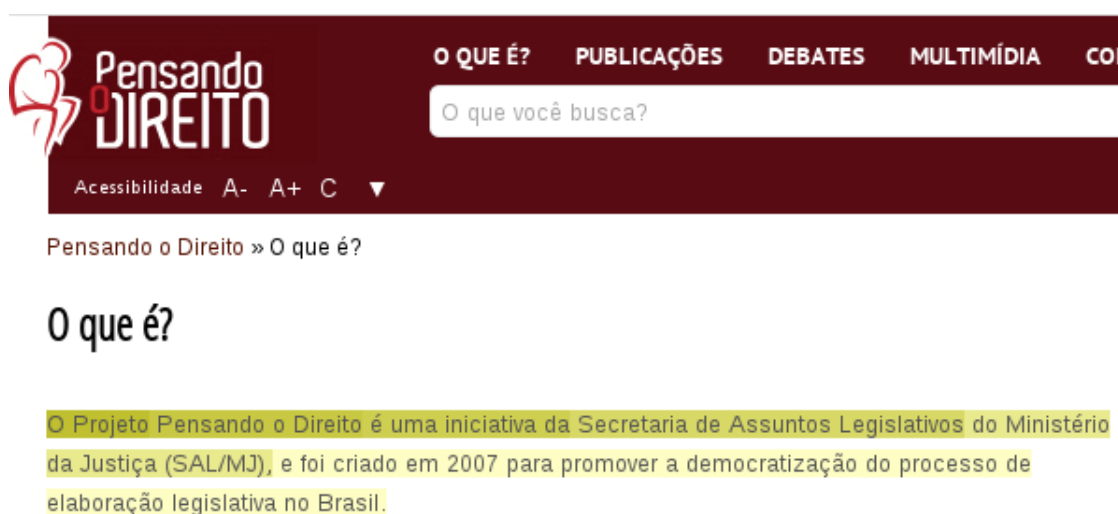 Pensando
O DIREITO
O QUE É? PUBLICAÇÕES DEBATES MULTIMÍDIA
O que você busca?
Acessibilidade A- A+ C ▼
Pensando o Direito » O que é?
O que é?
O Projeto Pensando o Direito é uma iniciativa da Secretaria de Assuntos Legislativos do Ministério
da Justiça (SAL/MJ), e foi criado em 2007 para promover a democratização do processo de
elaboração legislativa no Brasil.